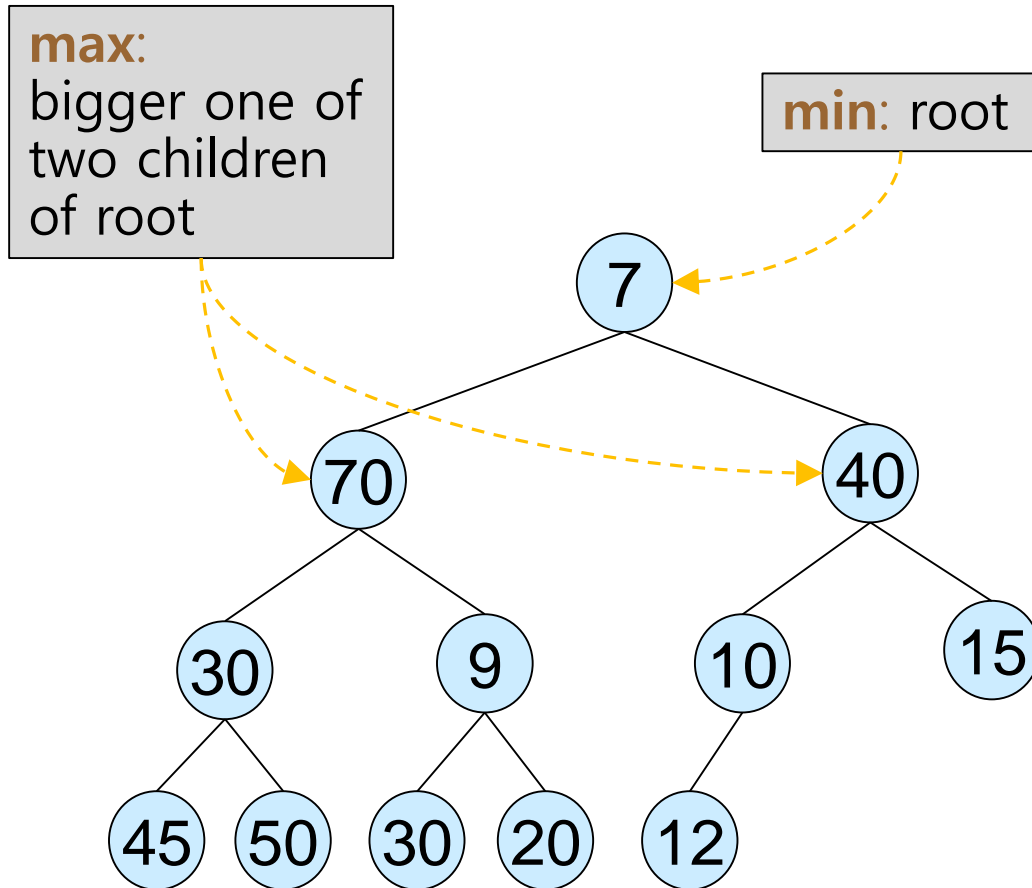 max:
bigger one of
two children
of root
min: root
7
70
40
30
9
10
15
45
50
30
20
12